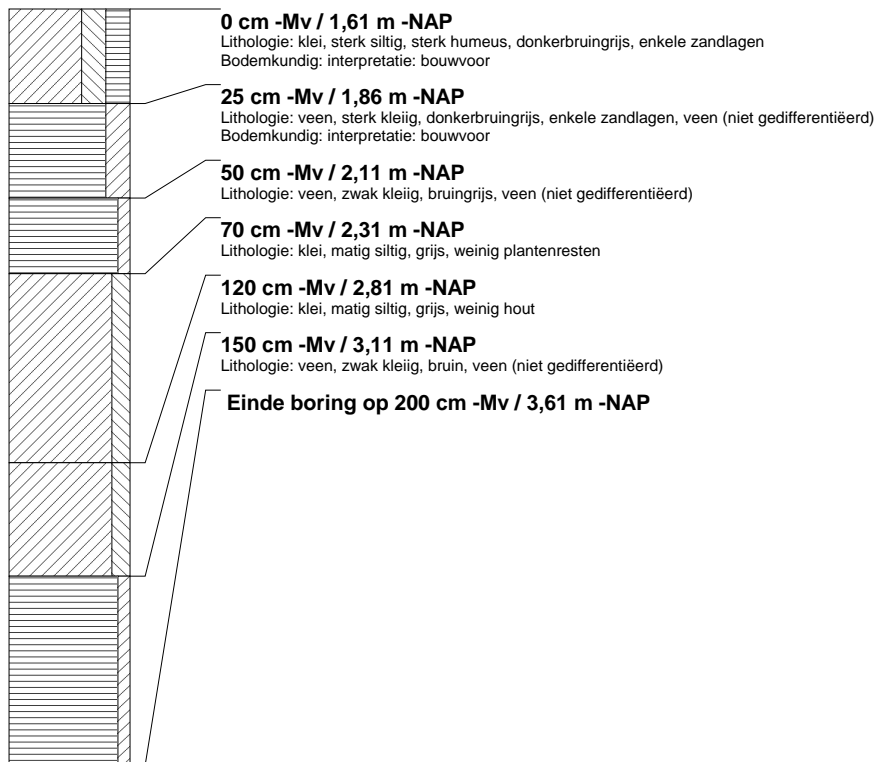 0 cm -Mv / 1,61 m -NAP
Lithologie: klei, sterk siltig, sterk humeus, donkerbruingrijs, enkele zandlagen
Bodemkundig: interpretatie: bouwvoor
25 cm -Mv / 1,86 m -NAP
Lithologie: veen, sterk kleiig, donkerbruingrijs, enkele zandlagen, veen (niet gedifferentiëerd)
Bodemkundig: interpretatie: bouwvoor
50 cm -Mv / 2,11 m -NAP
Lithologie: veen, zwak kleiig, bruingrijs, veen (niet gedifferentiëerd)
70 cm -Mv / 2,31 m -NAP
Lithologie: klei, matig siltig, grijs, weinig plantenresten
120 cm -Mv / 2,81 m -NAP
Lithologie: klei, matig siltig, grijs, weinig hout
150 cm -Mv / 3,11 m -NAP
Lithologie: veen, zwak kleiig, bruin, veen (niet gedifferentiëerd)
Einde boring op 200 cm -Mv / 3,61 m -NAP